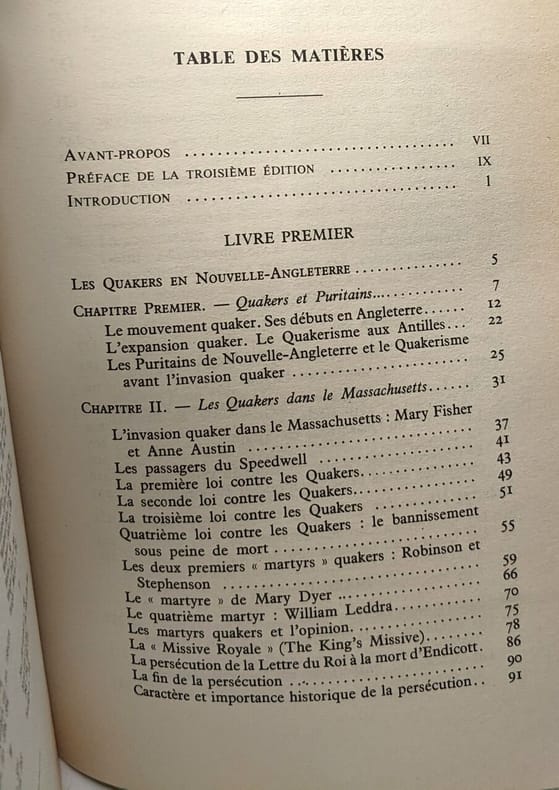 TABLE DES MATIÈRES
AVANT-PROPOS ........ VII
PRÉFACE DE LA TROISIÈME ÉDITION ........ IX
INTRODUCTION ........ 1
LIVRE PREMIER
LES QUAKERS EN NOUVELLE-ANGLETERRE ........ 5
CHAPITRE PREMIER. — Quakers et Puritains ........ 7
Le mouvement quaker. Ses débuts en Angleterre ...... 12
L'expansion quaker. Le Quakerisme aux Antilles ... 22
Les Puritains de Nouvelle-Angleterre et le Quakerisme
avant l'invasion quaker ........ 25
CHAPITRE II. — Les Quakers dans le Massachusetts ...... 31
L'invasion quaker dans le Massachusetts : Mary Fisher
et Anne Austin ........ 37
Les passagers du Speedwell ........ 41
La première loi contre les Quakers ........ 43
La seconde loi contre les Quakers ........ 49
La troisième loi contre les Quakers ........ 51
Quatrième loi contre les Quakers : le bannissement
sous peine de mort ........ 55
Les deux premiers « martyrs » quakers : Robinson et
Stephenson ........ 59
Le « martyre » de Mary Dyer ........ 66
Le quatrième martyr : William Leddra ........ 70
Les martyrs quakers et l'opinion ........ 75
La « Missive Royale » (The King's Missive) ........ 78
La persécution de la Lettre du Roi à la mort d'Endicott. 86
La fin de la persécution ........ 90
Caractère et importance historique de la persécution .. 91